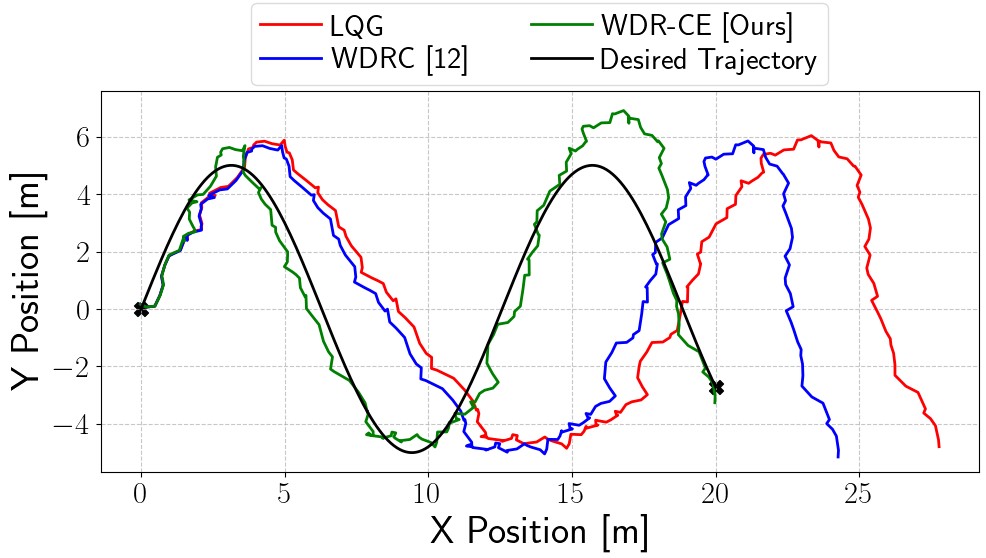 LQG
WDRC [12]
WDR-CE [Ours]
Desired Trajectory
Y Position [m]
6
4
2
0
−2
−4
0
5
10
15
20
25
X Position [m]